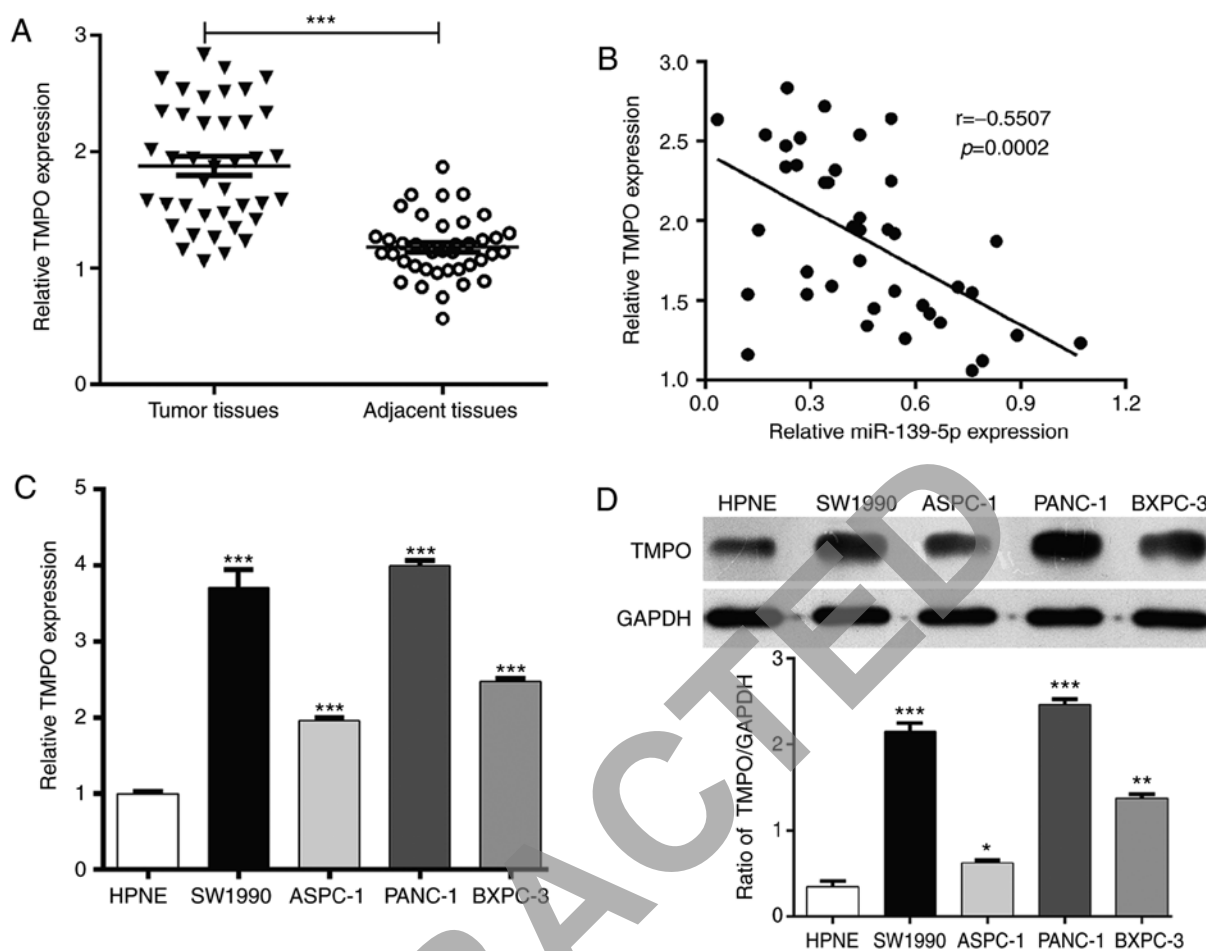 A
***
3
2
1
0
Relative TMPO expression
Tumor tissues
Adjacent tissues
B
r=−0.5507
p=0.0002
3.0
2.5
2.0
1.5
1.0
Relative TMPO expression
0.0
0.3
0.6
0.9
1.2
Relative miR-139-5p expression
C
5
4
3
2
1
0
Relative TMPO expression
***
***
***
***
HPNE
SW1990
ASPC-1
PANC-1
BXPC-3
D
HPNE
SW1990
ASPC-1
PANC-1
BXPC-3
TMPO
GAPDH
3
2
1
0
Ratio of TMPO/GAPDH
***
*
***
**
HPNE
SW1990
ASPC-1
PANC-1
BXPC-3
RACTED